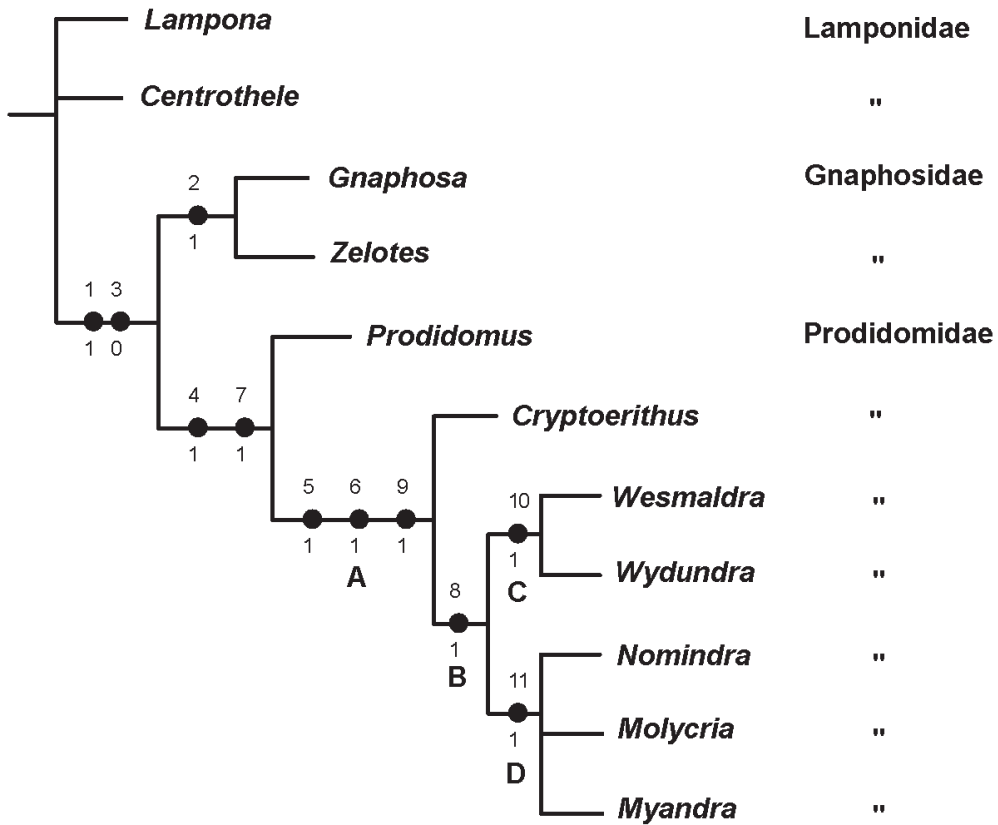 Lampona Lamponidae
Centrothele "
2 Gnaphosa Gnaphosidae
1
Zelotes "
1 3
1 0
Prodidomus Prodidomidae
4 7
1 1
Cryptoerithus "
5 6 9
1 1 1
A
10 Wesmaldra "
1
C
Wydundra "
8
1
B
Nomindra "
11
1
D
Molycria "
Myandra "